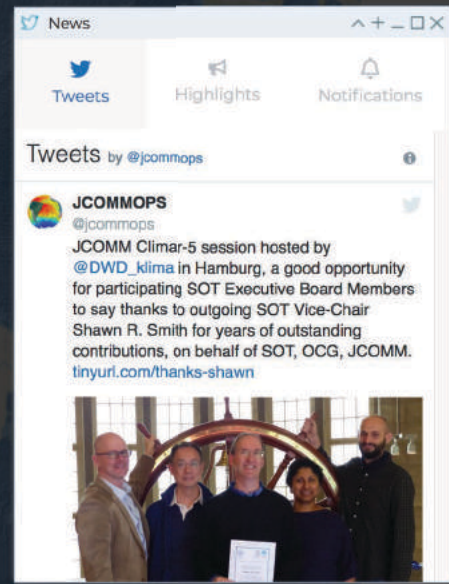 News
Tweets
Highlights
Notifications
Tweets by @jcommops
JCOMMOPS
@jcommops
JCOMM Climar-5 session hosted by
@DWD_klima in Hamburg, a good opportunity
for participating SOT Executive Board Members
to say thanks to outgoing SOT Vice-Chair
Shawn R. Smith for years of outstanding
contributions, on behalf of SOT, OCG, JCOMM.
tinyurl.com/thanks-shawn